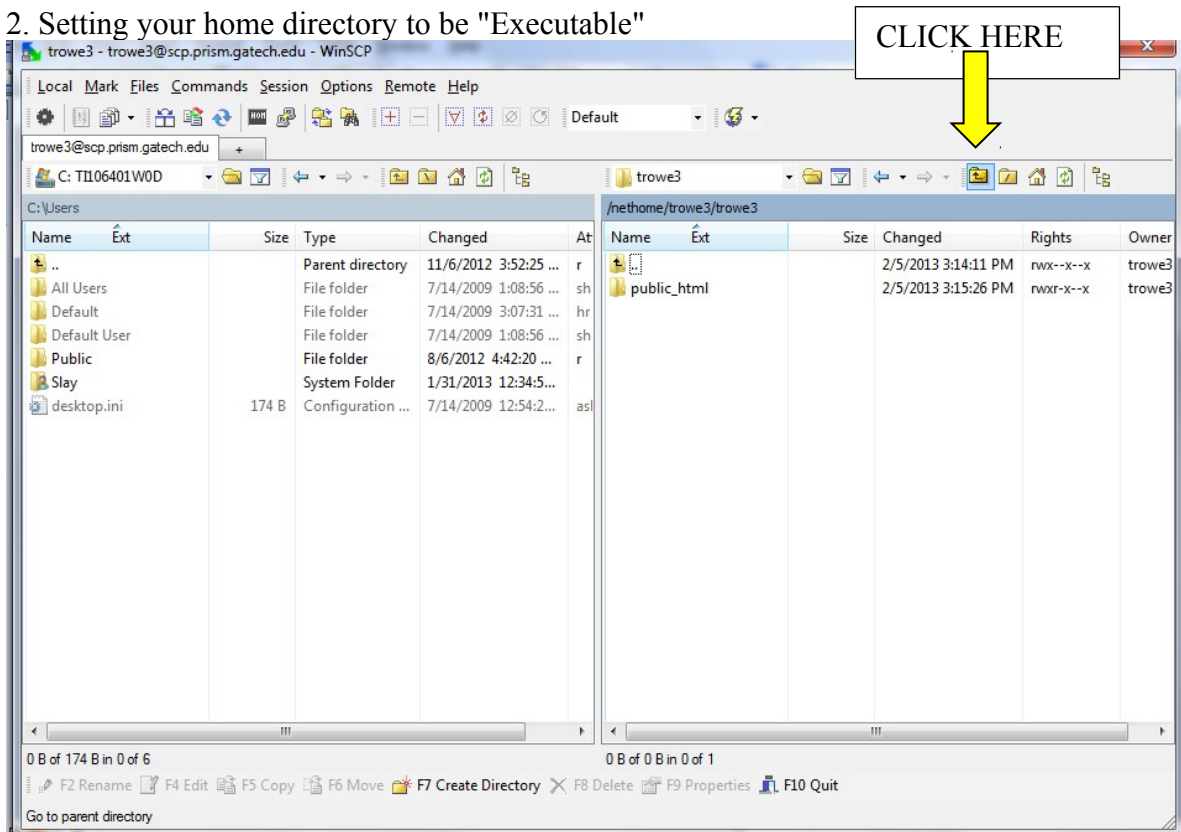 2. Setting your home directory to be "Executable"
CLICK HERE
trowe3 - trowe3@scp.prism.gatech.edu - WinSCP
Local Mark Files Commands Session Options Remote Help
Default
trowe3@scp.prism.gatech.edu +
C: TI106401W0D
trowe3
C:\Users
/nethome/trowe3/trowe3
Name Ext Size Type Changed At
.. Parent directory 11/6/2012 3:52:25 ... r
All Users File folder 7/14/2009 1:08:56 ... sh
Default File folder 7/14/2009 3:07:31 ... hr
Default User File folder 7/14/2009 1:08:56 ... sh
Public File folder 8/6/2012 4:42:20 ... r
Slay System Folder 1/31/2013 12:34:5...
desktop.ini 174 B Configuration ... 7/14/2009 12:54:2... asl
Name Ext Size Changed Rights Owner
.. 2/5/2013 3:14:11 PM rwx--x--x trowe3
public_html 2/5/2013 3:15:26 PM rwxr-x--x trowe3
0 B of 174 B in 0 of 6
0 B of 0 B in 0 of 1
F2 Rename F4 Edit F5 Copy F6 Move F7 Create Directory F8 Delete F9 Properties F10 Quit
Go to parent directory